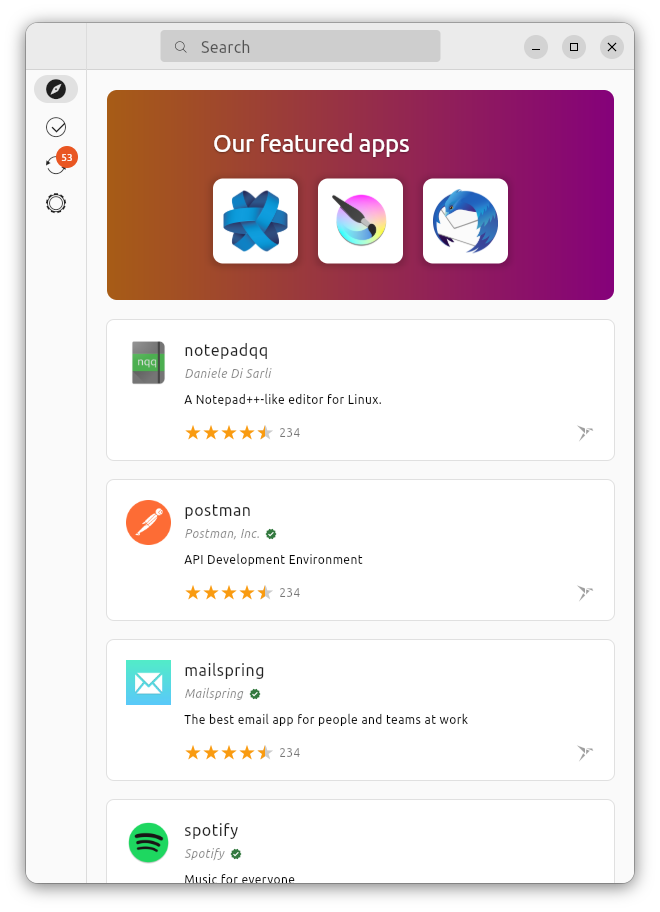 Search
53
Our featured apps
nqq
notepadqq
Daniele Di Sarli
A Notepad++-like editor for Linux.
234
postman
Postman, Inc.
API Development Environment
234
mailspring
Mailspring
The best email app for people and teams at work
234
spotify
Spotify
Music for everyone